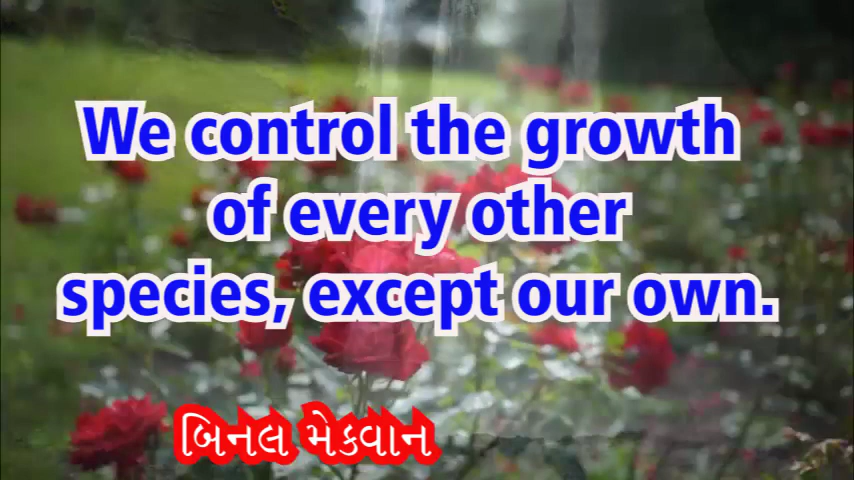 We control the growth
of every other
species, except our own.
બિનલ મેકવાન